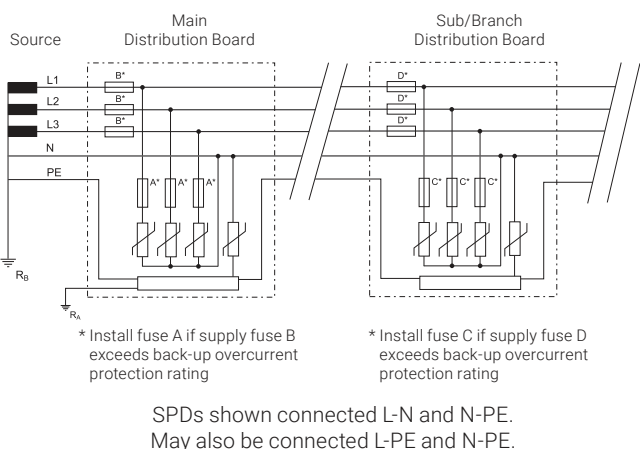 Main
Distribution Board
Sub/Branch
Distribution Board
Source
L1
L2
L3
N
PE
B*
B*
B*
D*
D*
D*
A*
A*
A*
C*
C*
C*
RB
RA
* Install fuse A if supply fuse B
exceeds back-up overcurrent
protection rating
* Install fuse C if supply fuse D
exceeds back-up overcurrent
protection rating
SPDs shown connected L-N and N-PE.
May also be connected L-PE and N-PE.